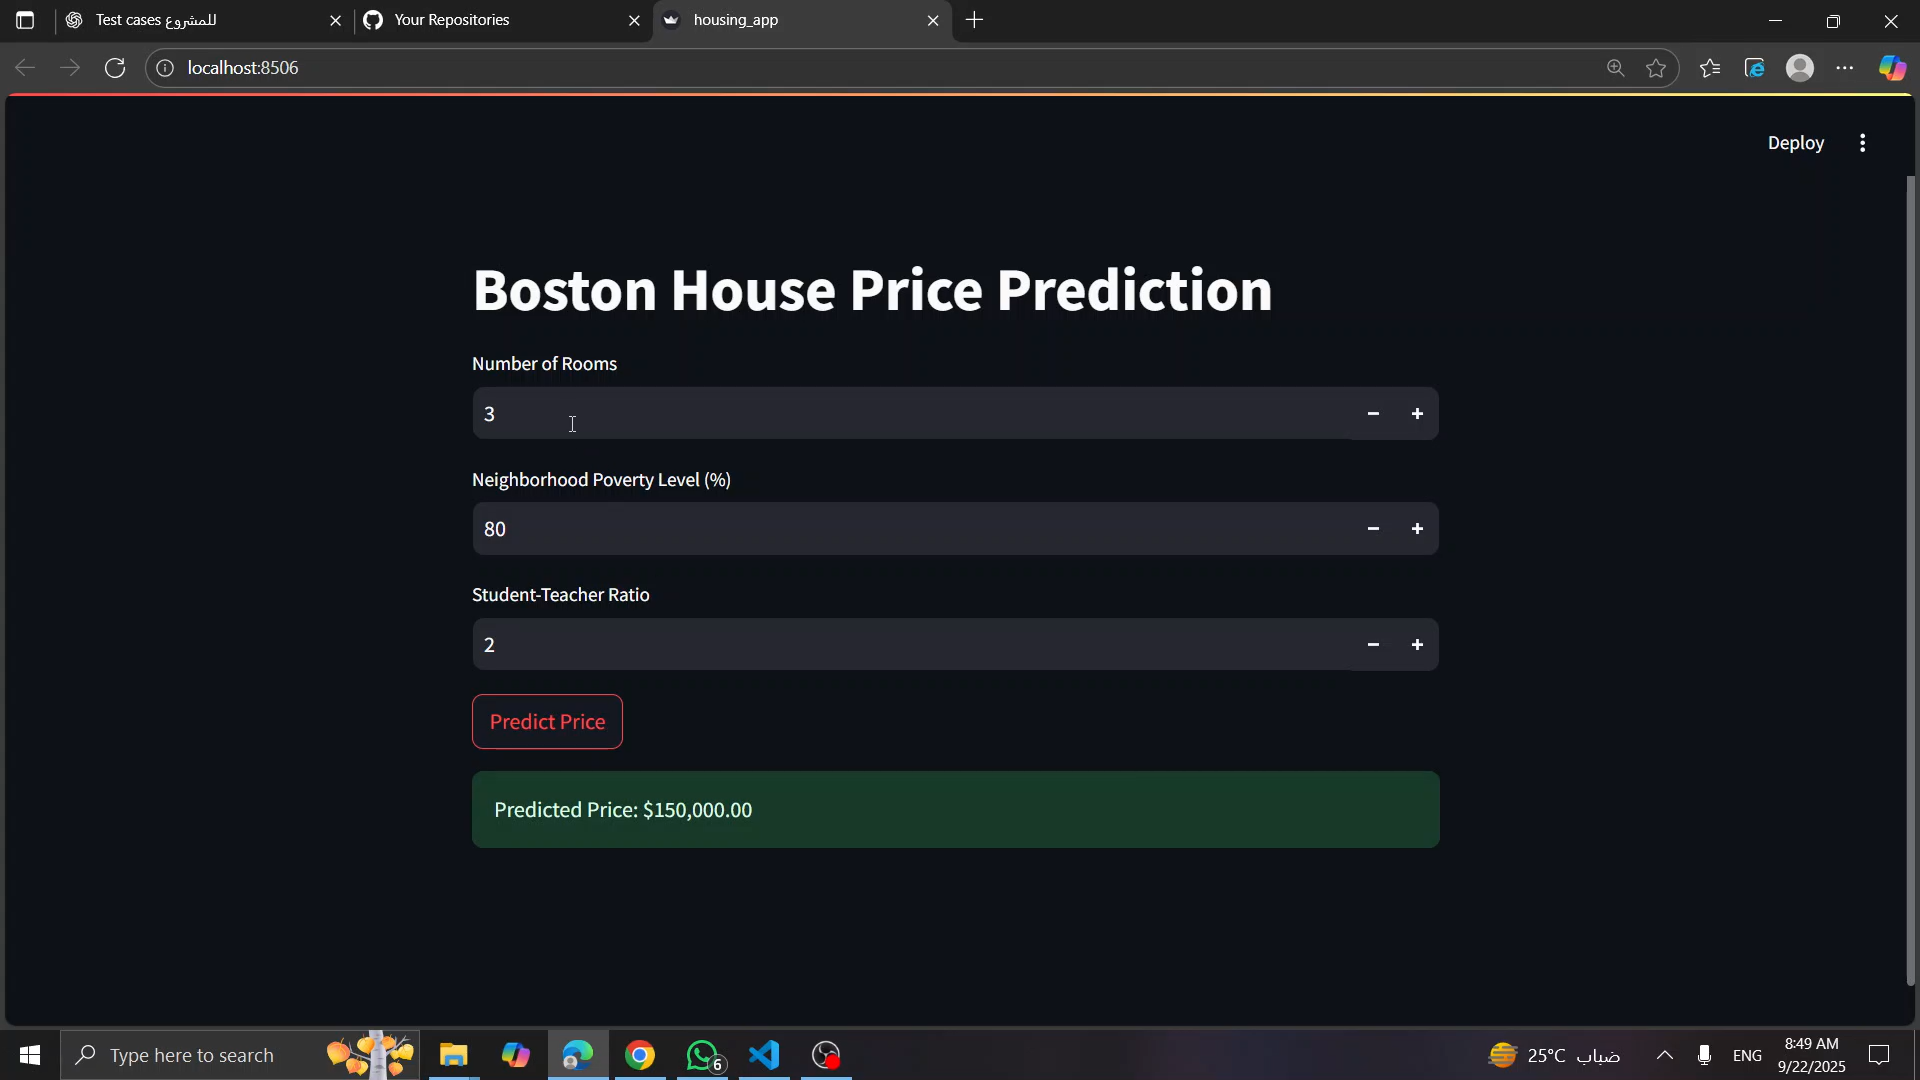 Test cases للمشروع
Your Repositories
housing_app
localhost:8506
Deploy
Boston House Price Prediction
Number of Rooms
3
Neighborhood Poverty Level (%)
80
Student-Teacher Ratio
2
Predict Price
Predicted Price: $150,000.00
Type here to search
6
25°C ضباب
ENG
8:49 AM
9/22/2025